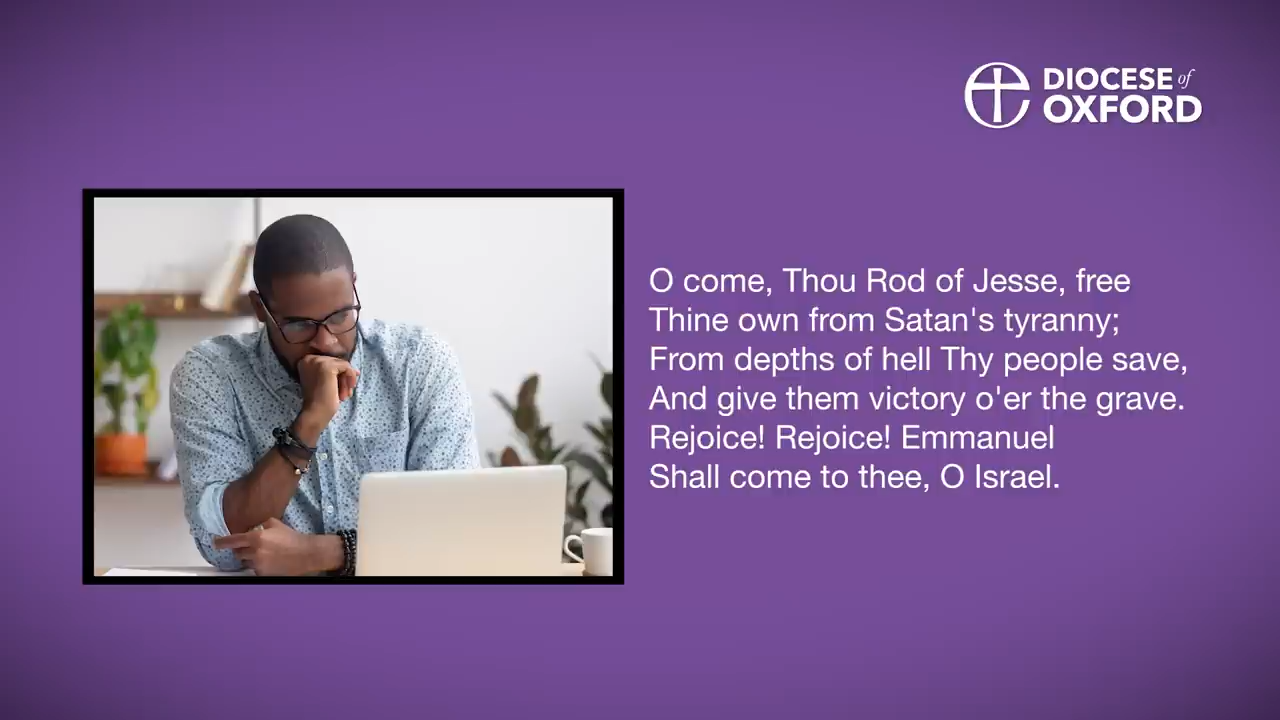 DIOCESE of
OXFORD
O come, Thou Rod of Jesse, free
Thine own from Satan's tyranny;
From depths of hell Thy people save,
And give them victory o'er the grave.
Rejoice! Rejoice! Emmanuel
Shall come to thee, O Israel.